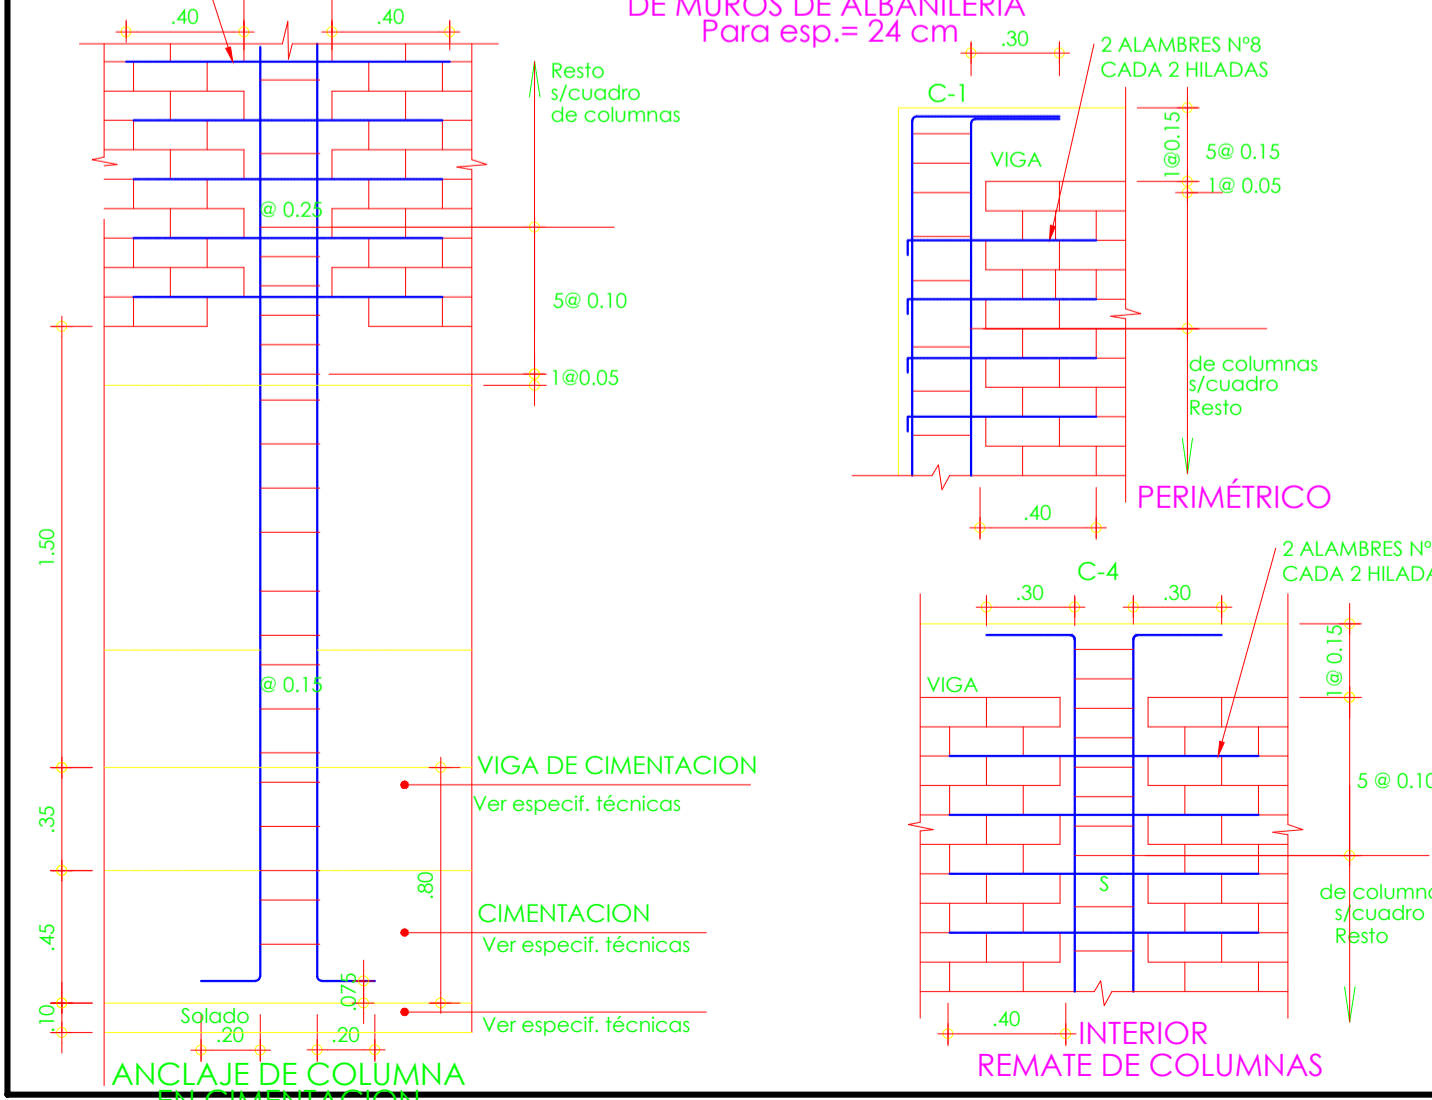 DE MUROS DE ALBAÑILERIA
Para esp.= 24 cm
.40
.40
Resto
s/cuadro
de columnas
@ 0.25
5@ 0.10
1@0.05
1.50
@ 0.15
.35
.45
.10
VIGA DE CIMENTACION
Ver especif. técnicas
.80
CIMENTACION
Ver especif. técnicas
.075
Solado
.20
.20
Ver especif. técnicas
ANCLAJE DE COLUMNA
EN CIMENTACION
.30
2 ALAMBRES Nº8
CADA 2 HILADAS
C-1
VIGA
1@0.15
5@ 0.15
1@ 0.05
de columnas
s/cuadro
Resto
.40
PERIMÉTRICO
2 ALAMBRES Nº
CADA 2 HILADA
C-4
.30
.30
VIGA
1@ 0.15
5 @ 0.10
S
de column
s/cuadro
Resto
.40
INTERIOR
REMATE DE COLUMNAS